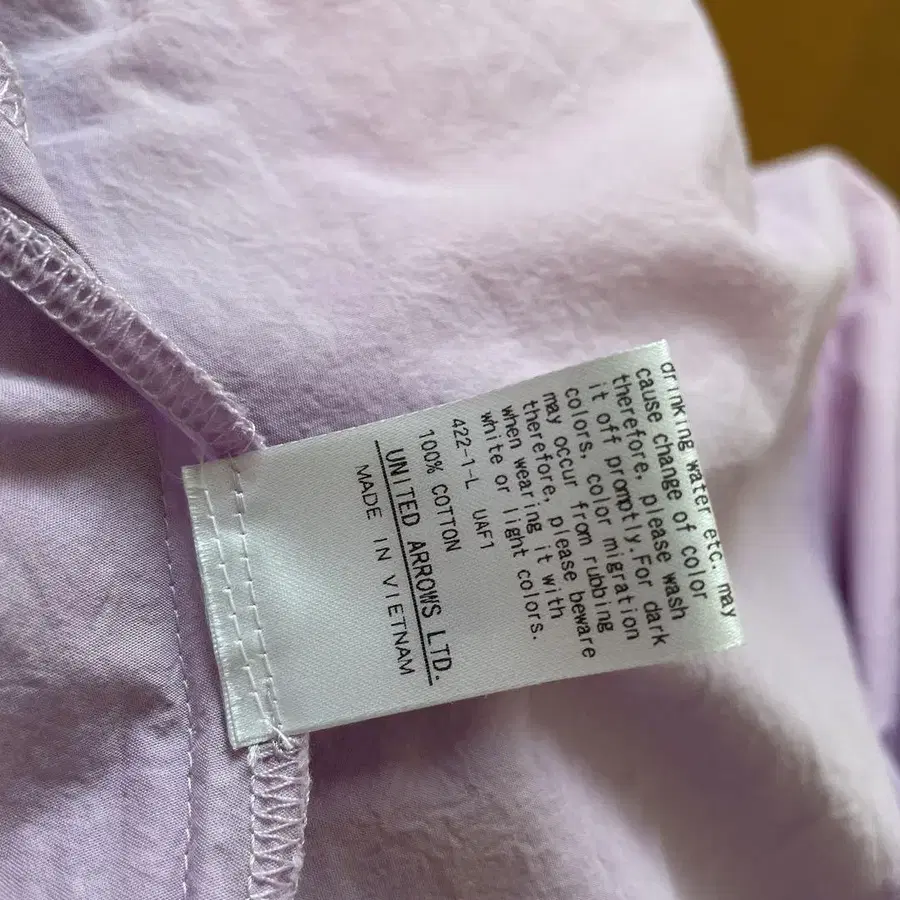 drinking water etc. may
cause change of color
therefore, please wash
it off promptly.For dark
colors, color migration
may occur from rubbing
therefore, please beware
when wearing it with
white or light colors.
422-1-L UAF1
100% COTTON
UNITED ARROWS LTD.
MADE IN VIETNAM